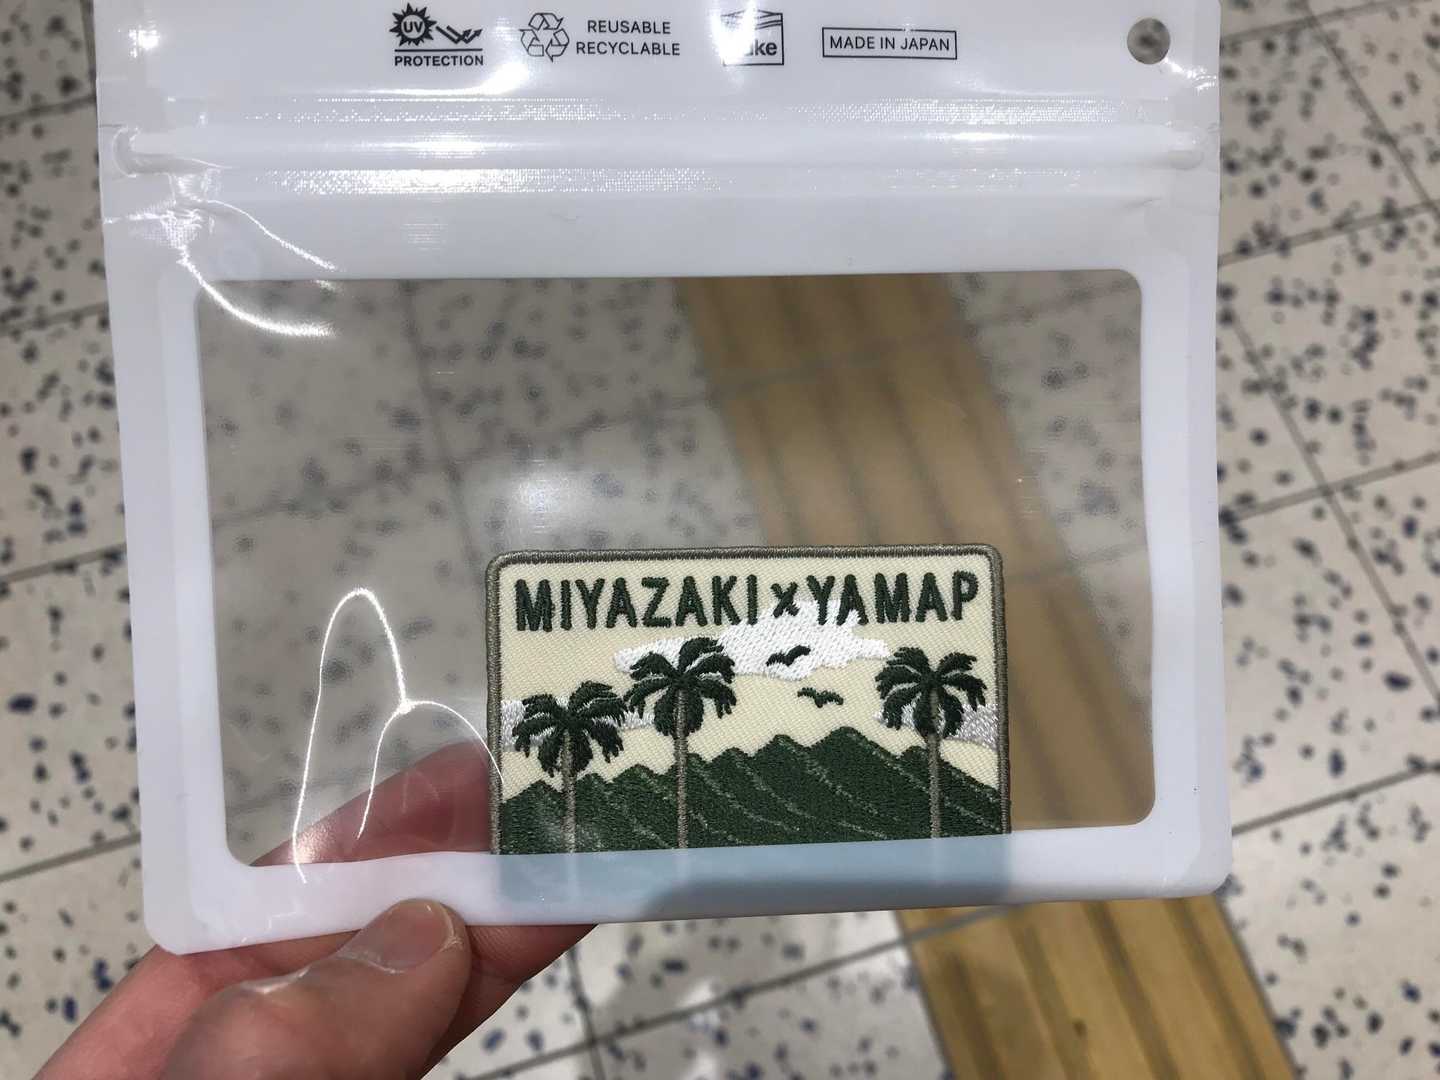 UV
PROTECTION
REUSABLE
RECYCLABLE
MADE IN JAPAN
MIYAZAKI x YAMAP